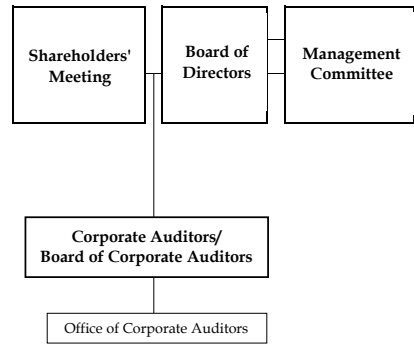 Shareholders'
Meeting
Board of
Directors
Management
Committee
Corporate Auditors/
Board of Corporate Auditors
Office of Corporate Auditors